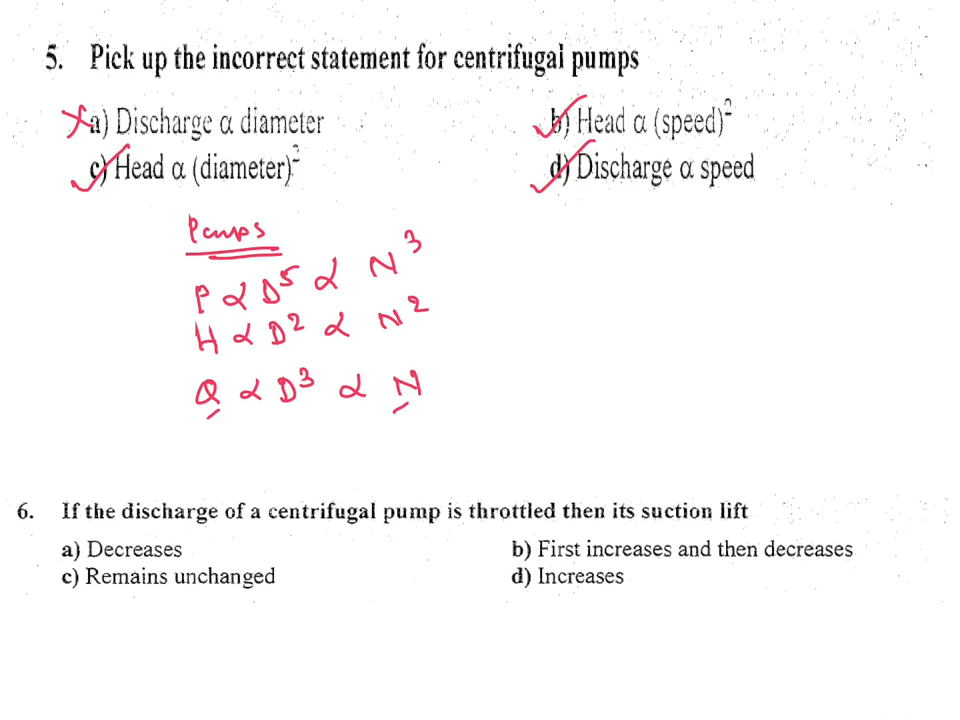 5. Pick up the incorrect statement for centrifugal pumps
a) Discharge α diameter b) Head α (speed)²
c) Head α (diameter)² d) Discharge α speed
Pumps
P α D⁵ α N³
H α D² α N²
Q α D³ α N
6. If the discharge of a centrifugal pump is throttled then its suction lift
a) Decreases b) First increases and then decreases
c) Remains unchanged d) Increases